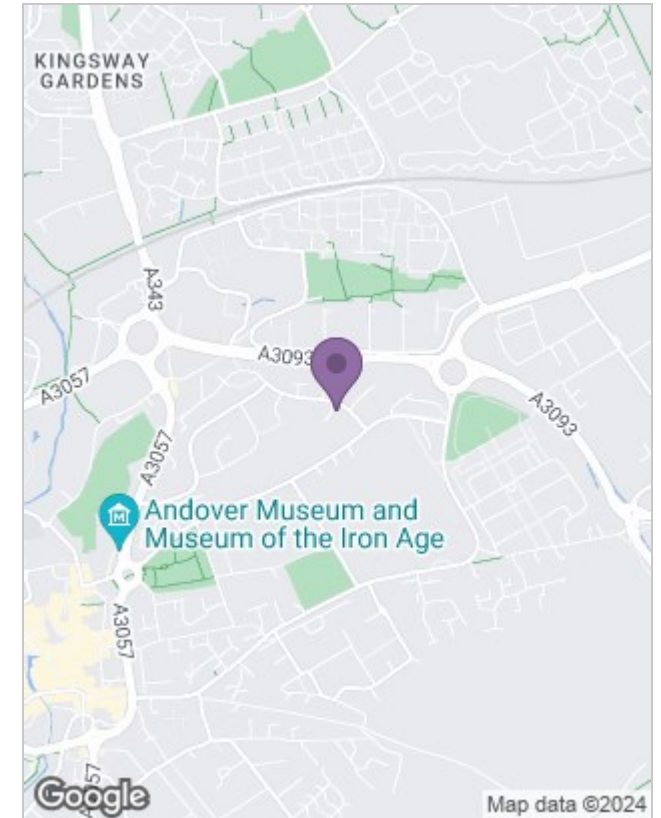 KINGSWAY
GARDENS
A343
A3057
A3093
A3093
A3057
Andover Museum and
Museum of the Iron Age
A3057
Google
Map data ©2024